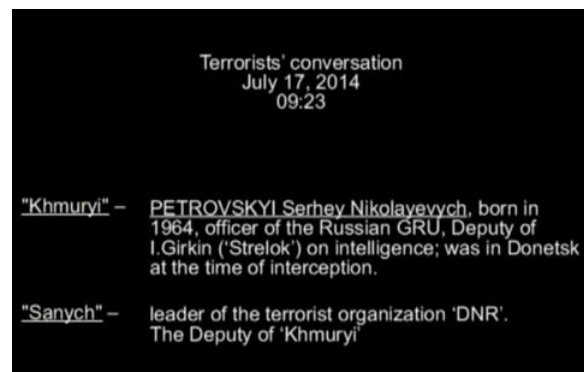 Terrorists' conversation
July 17, 2014
09:23
"Khmuryi" – PETROVSKYI Serhey Nikolayevych, born in
1964, officer of the Russian GRU, Deputy of
I.Girkin ('Strelok') on intelligence; was in Donetsk
at the time of interception.
"Sanych" – leader of the terrorist organization 'DNR'.
The Deputy of 'Khmuryi'